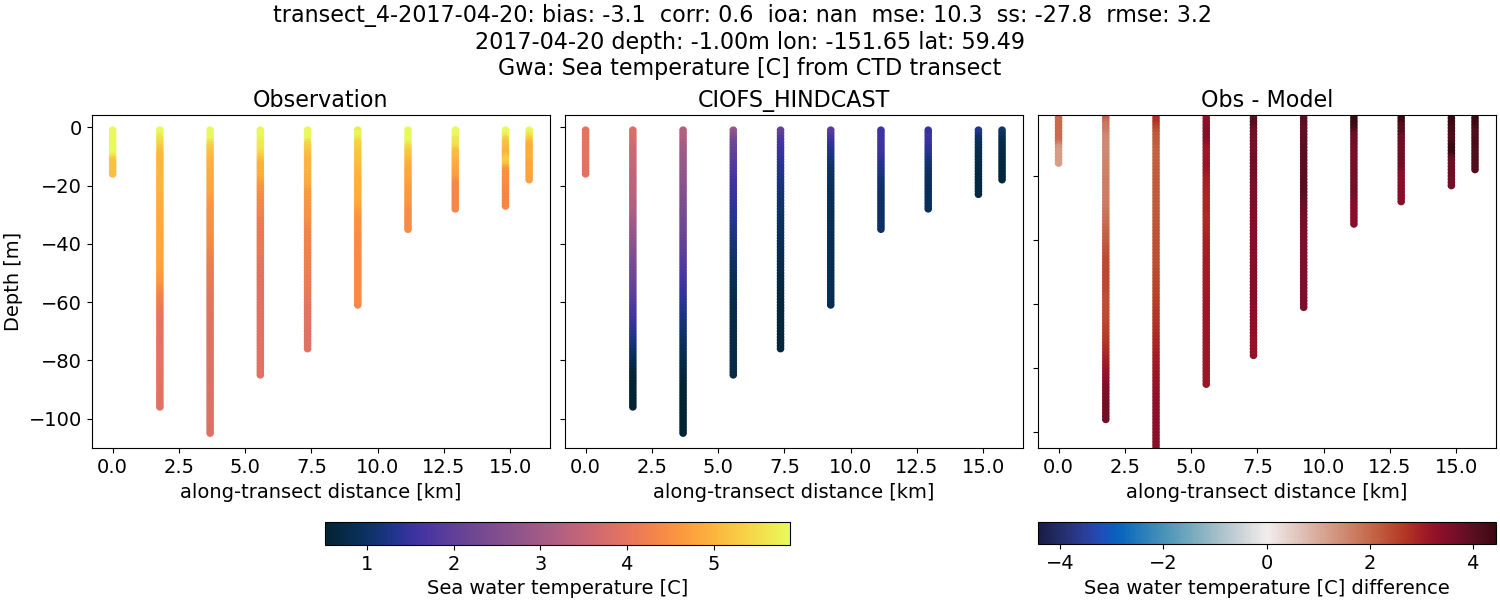 transect_4-2017-04-20: bias: -3.1 corr: 0.6 ioa: nan mse: 10.3 ss: -27.8 rmse: 3.2
2017-04-20 depth: -1.00m lon: -151.65 lat: 59.49
Gwa: Sea temperature [C] from CTD transect
Observation
CIOFS_HINDCAST
Obs - Model
Depth [m]
0
−20
−40
−60
−80
−100
0.0 2.5 5.0 7.5 10.0 12.5 15.0
along-transect distance [km]
0.0 2.5 5.0 7.5 10.0 12.5 15.0
along-transect distance [km]
0.0 2.5 5.0 7.5 10.0 12.5 15.0
along-transect distance [km]
1 2 3 4 5
Sea water temperature [C]
−4 −2 0 2 4
Sea water temperature [C] difference